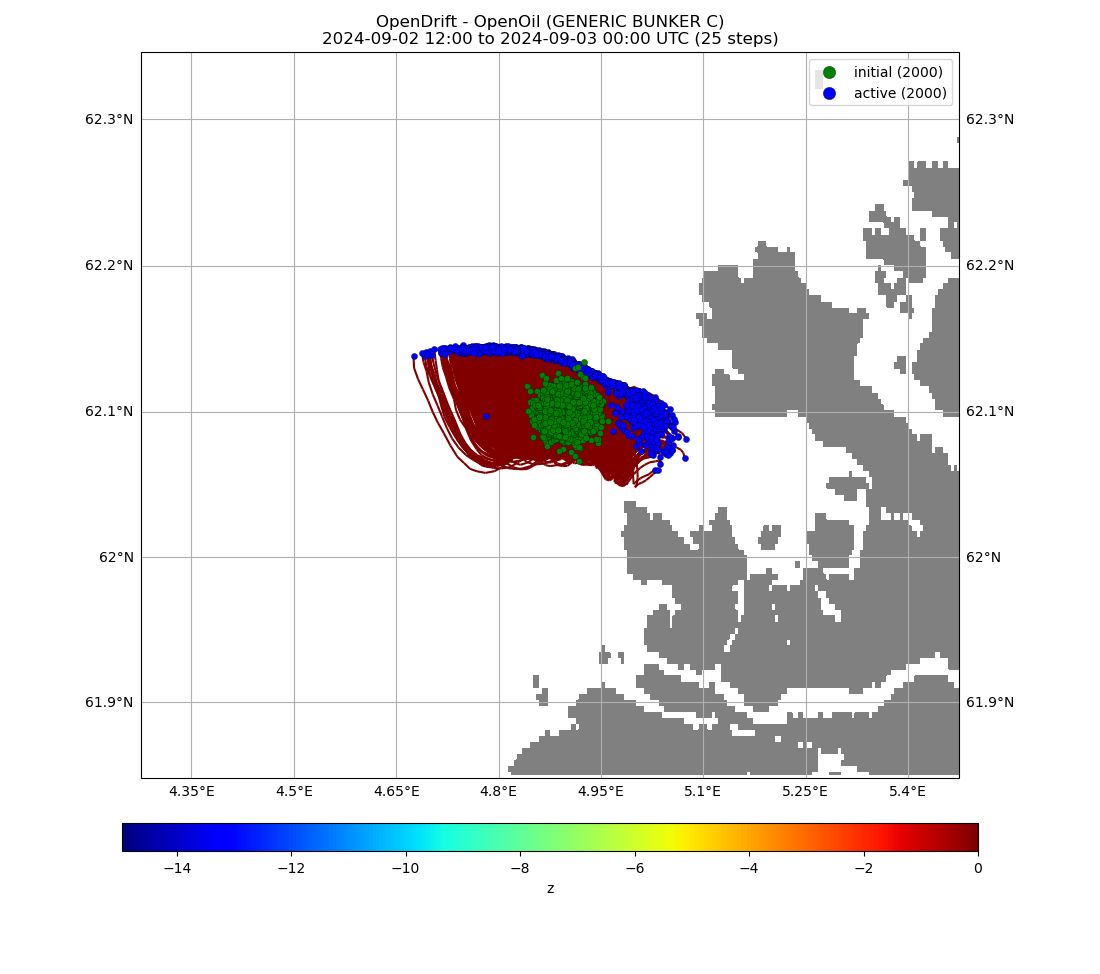 OpenDrift - OpenOil (GENERIC BUNKER C)
2024-09-02 12:00 to 2024-09-03 00:00 UTC (25 steps)
initial (2000)
active (2000)
62.3°N 62.3°N
62.2°N 62.2°N
62.1°N 62.1°N
62°N 62°N
61.9°N 61.9°N
4.35°E 4.5°E 4.65°E 4.8°E 4.95°E 5.1°E 5.25°E 5.4°E
−14 −12 −10 −8 −6 −4 −2 0
z